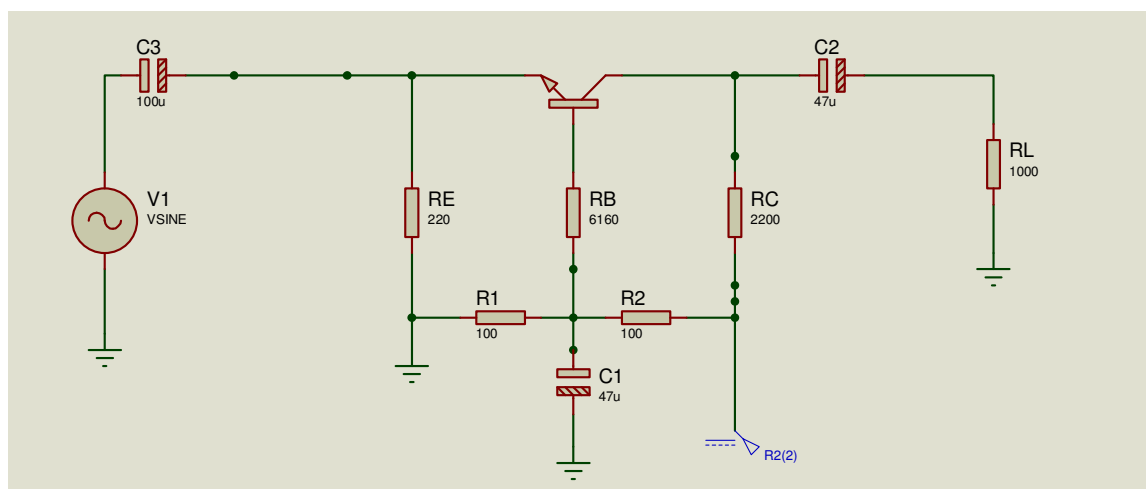 C3
100u
C2
47u
V1
VSINE
RE
220
RB
6160
RC
2200
RL
1000
R1
100
R2
100
C1
47u
R2(2)